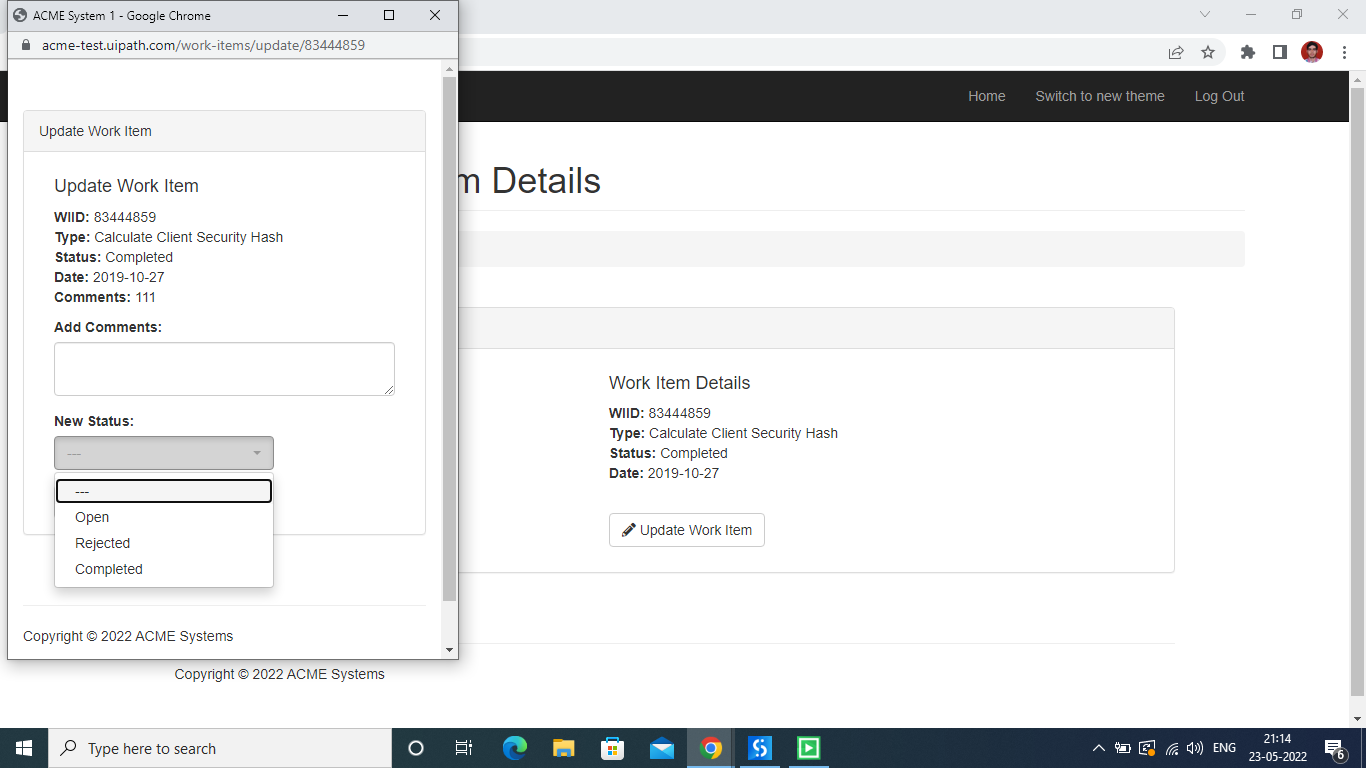 ACME System 1 - Google Chrome
acme-test.uipath.com/work-items/update/83444859
Update Work Item
Update Work Item
WIID: 83444859
Type: Calculate Client Security Hash
Status: Completed
Date: 2019-10-27
Comments: 111
Add Comments:
New Status:
---
---
Open
Rejected
Completed
Copyright © 2022 ACME Systems
Home Switch to new theme Log Out
m Details
Work Item Details
WIID: 83444859
Type: Calculate Client Security Hash
Status: Completed
Date: 2019-10-27
Update Work Item
Copyright © 2022 ACME Systems
Type here to search
ENG
21:14
23-05-2022
6